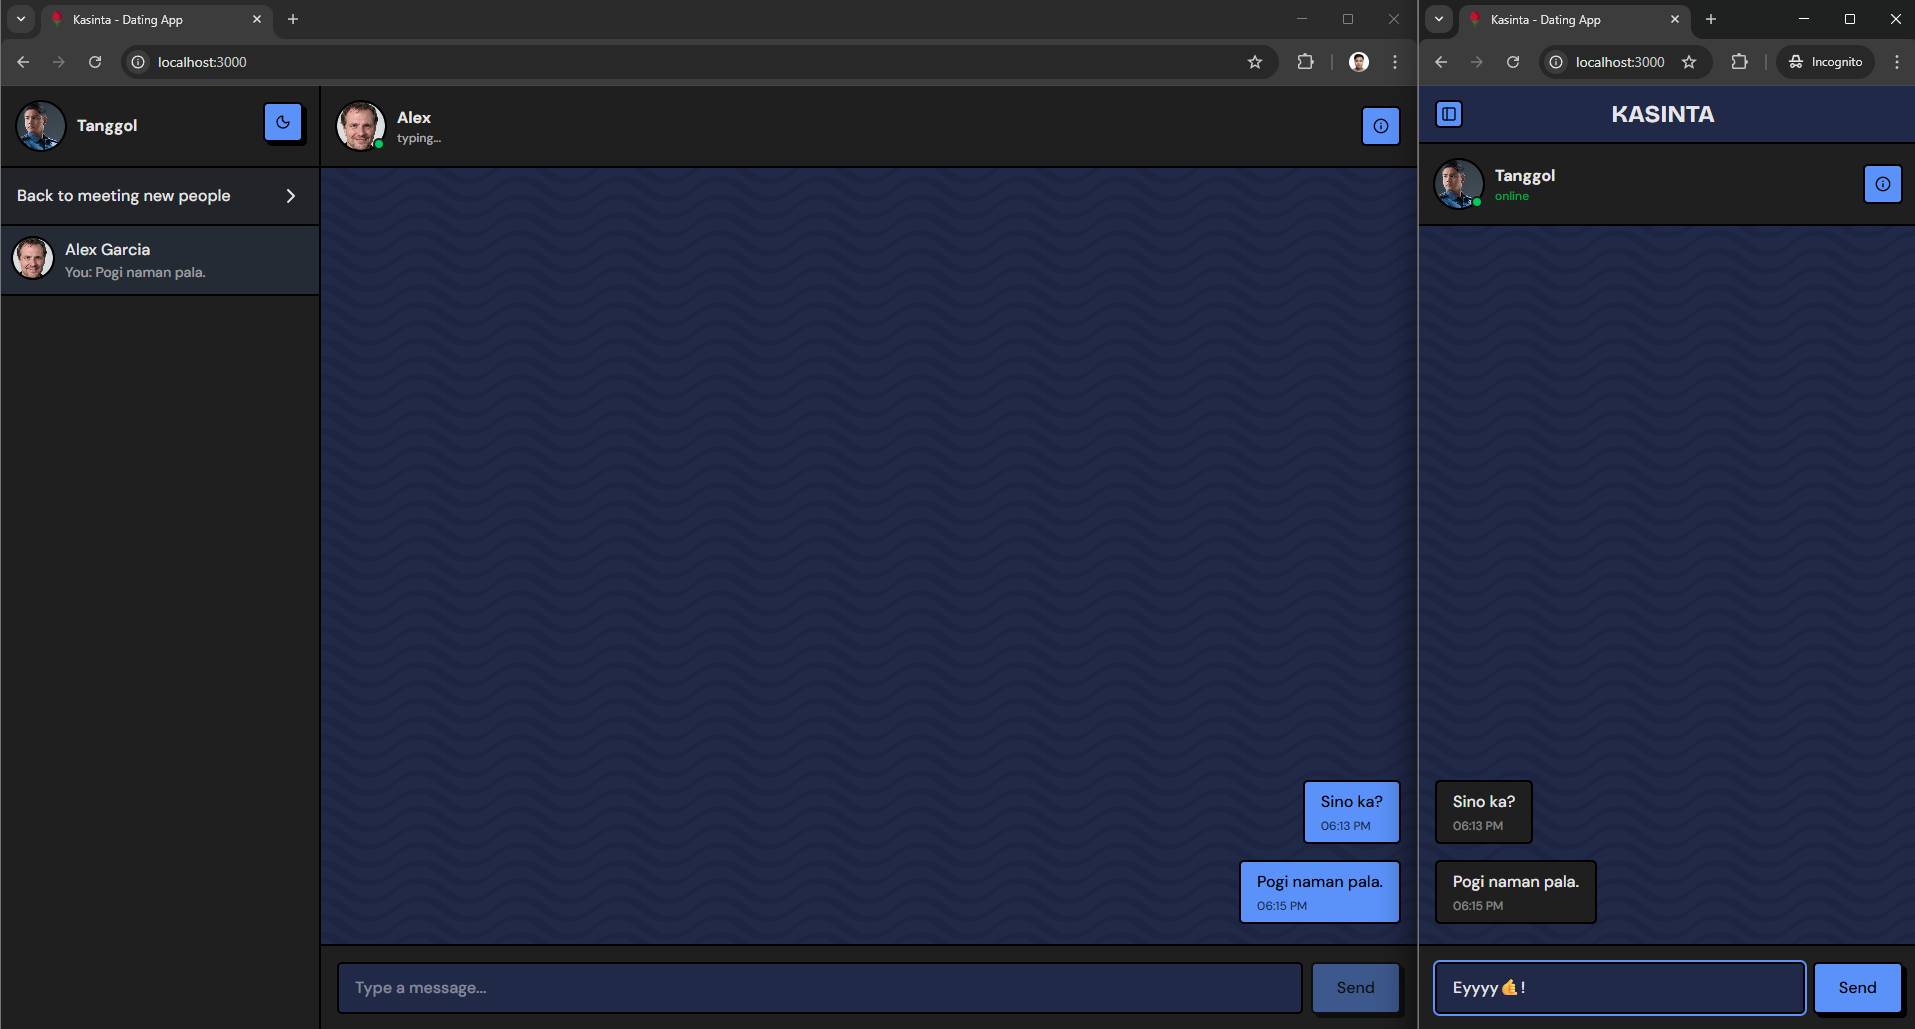 Kasinta - Dating App
localhost:3000
Tanggol
Back to meeting new people
Alex Garcia
You: Pogi naman pala.
Alex
typing...
Sino ka?
06:13 PM
Pogi naman pala.
06:15 PM
Type a message...
Send
Kasinta - Dating App
localhost:3000
Incognito
KASINTA
Tanggol
online
Sino ka?
06:13 PM
Pogi naman pala.
06:15 PM
Eyyyy🤙!
Send